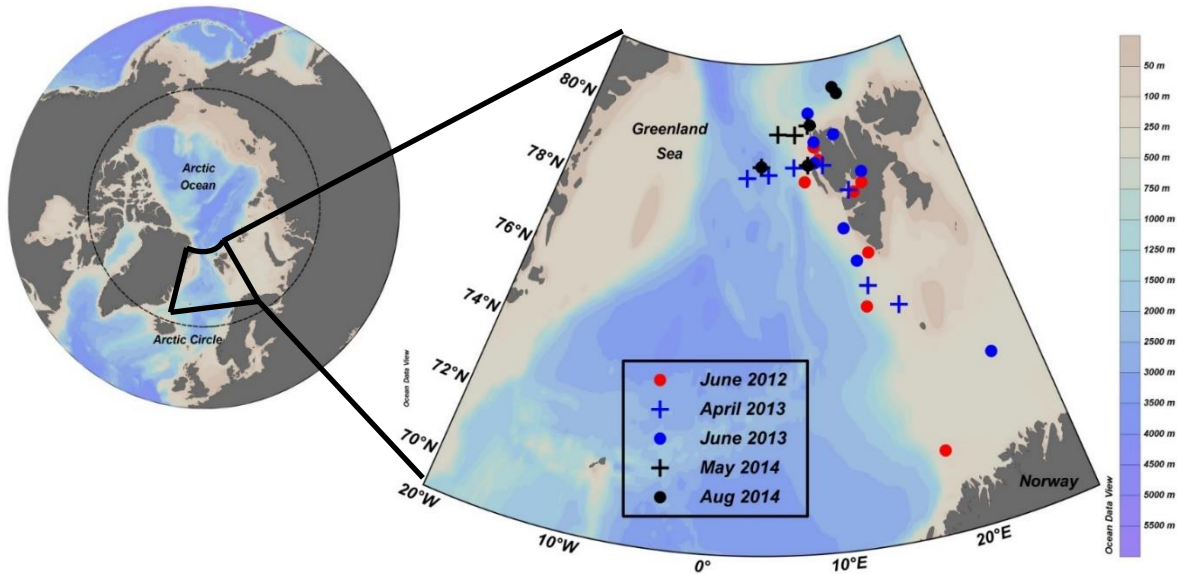 Arctic
Ocean
Arctic Circle
80°N
78°N
76°N
74°N
72°N
70°N
20°W
10°W
0°
10°E
20°E
Greenland
Sea
Norway
June 2012
April 2013
June 2013
May 2014
Aug 2014
Ocean Data View
Ocean Data View
50 m
100 m
250 m
500 m
750 m
1000 m
1250 m
1500 m
2000 m
2500 m
3000 m
3500 m
4000 m
4500 m
5000 m
5500 m